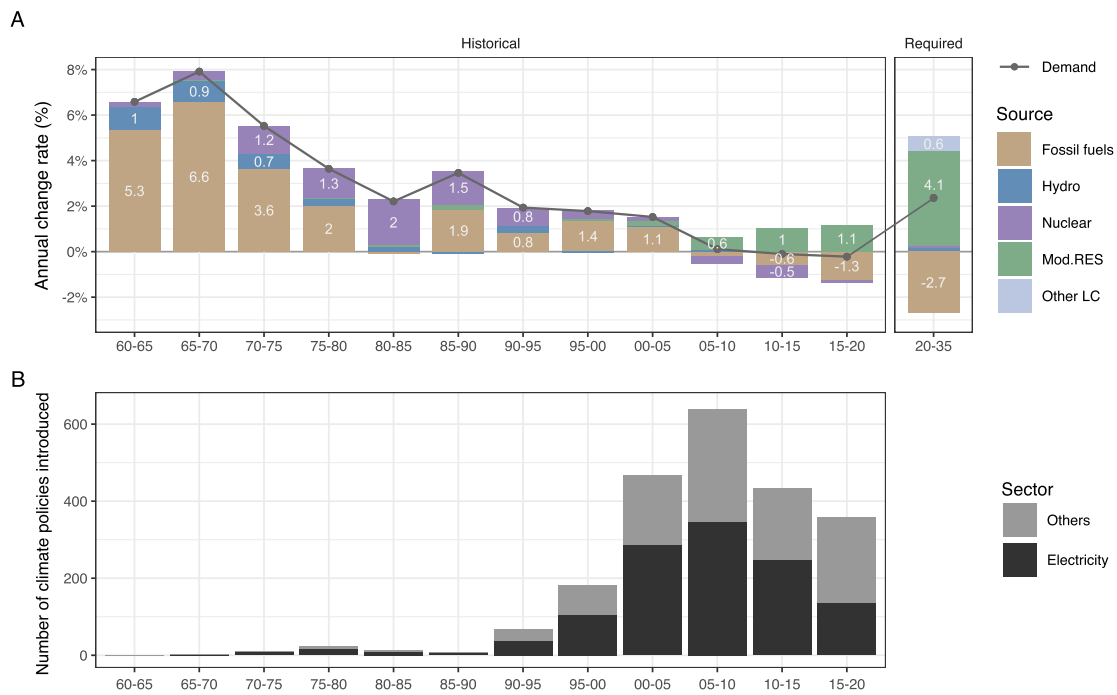 A
Historical
Required
Annual change rate (%)
8%
6%
4%
2%
0%
-2%
5.3
1
6.6
0.9
3.6
0.7
1.2
2
1.3
2
1.9
1.5
0.8
0.8
1.4
1.1
0.6
1
-0.6
-0.5
1.1
-1.3
0.6
4.1
-2.7
60-65 65-70 70-75 75-80 80-85 85-90 90-95 95-00 00-05 05-10 10-15 15-20 20-35
Demand
Source
Fossil fuels
Hydro
Nuclear
Mod.RES
Other LC
B
Number of climate policies introduced
600
400
200
0
60-65 65-70 70-75 75-80 80-85 85-90 90-95 95-00 00-05 05-10 10-15 15-20
Sector
Others
Electricity